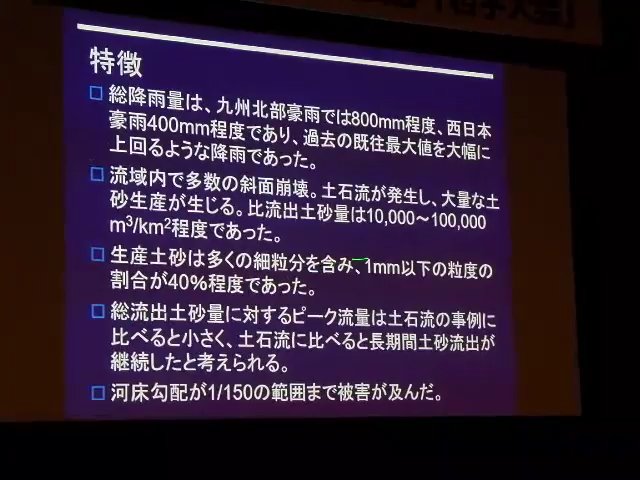 特徴
□ 総降雨量は、九州北部豪雨では800mm程度、西日本
豪雨400mm程度であり、過去の既往最大値を大幅に
上回るような降雨であった。
□ 流域内で多数の斜面崩壊。土石流が発生し、大量な土
砂生産が生じる。比流出土砂量は10,000～100,000
m³/km²程度であった。
□ 生産土砂は多くの細粒分を含み、1mm以下の粒度の
割合が40%程度であった。
□ 総流出土砂量に対するピーク流量は土石流の事例に
比べると小さく、土石流に比べると長期間土砂流出が
継続したと考えられる。
□ 河床勾配が1/150の範囲まで被害が及んだ。